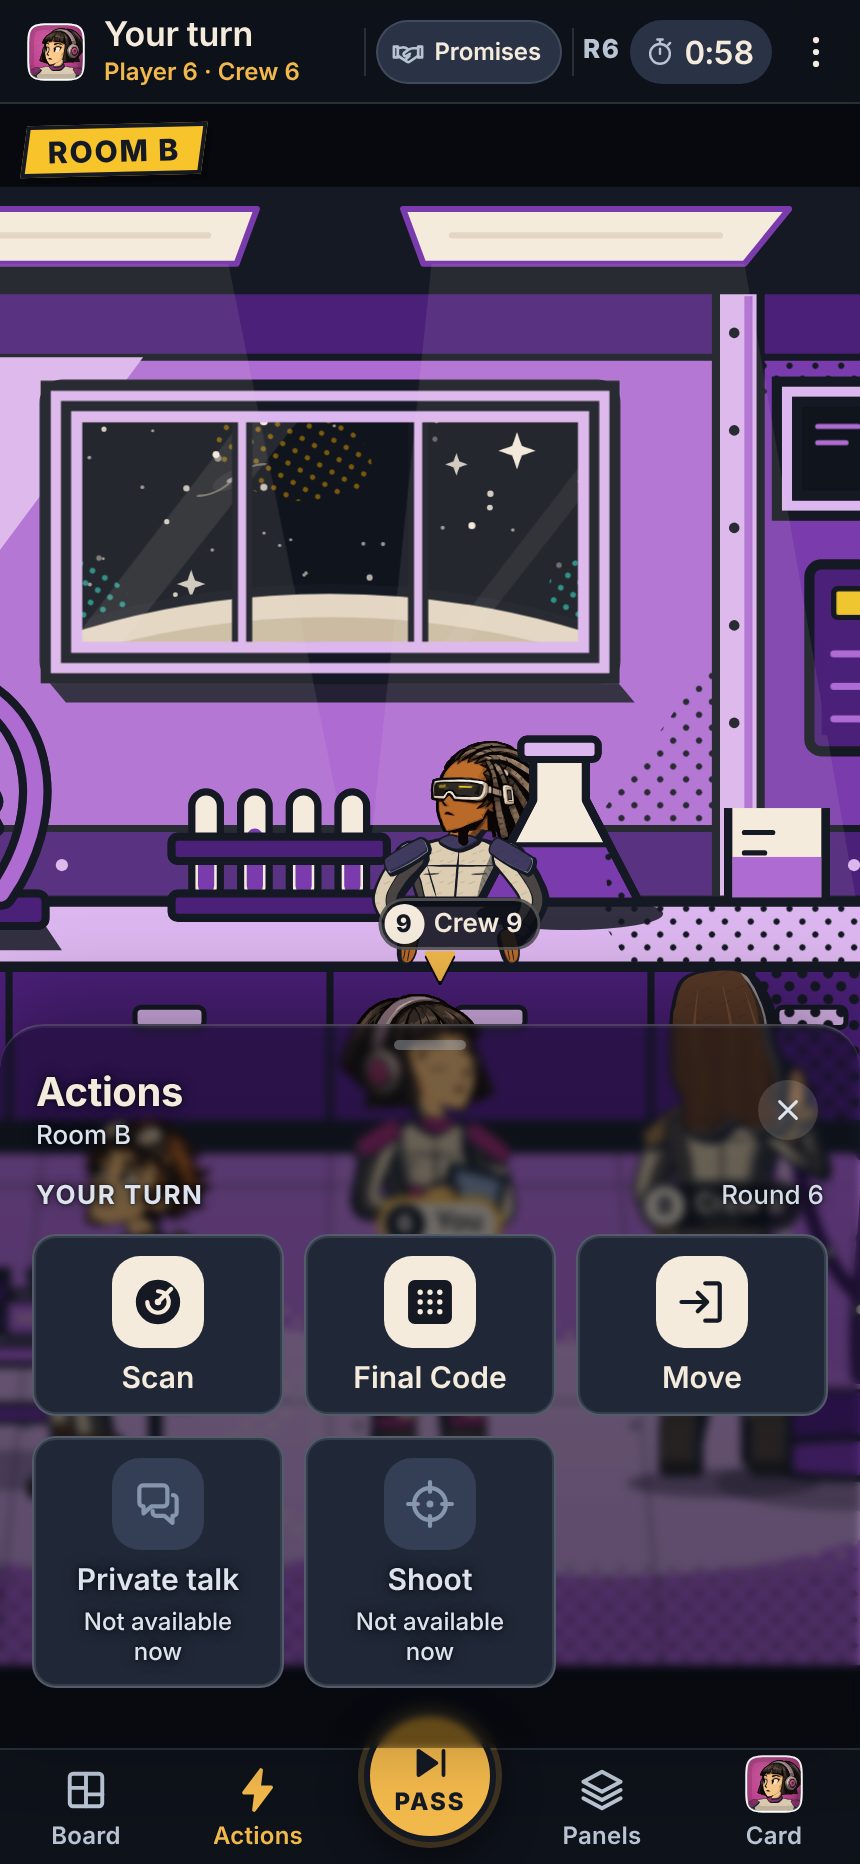 Your turn
Player 6 · Crew 6
Promises
R6
0:58
ROOM B
9 Crew 9
Actions
Room B
YOUR TURN
Round 6
Scan
Final Code
Move
Private talk
Not available
now
Shoot
Not available
now
PASS
Board
Actions
Panels
Card